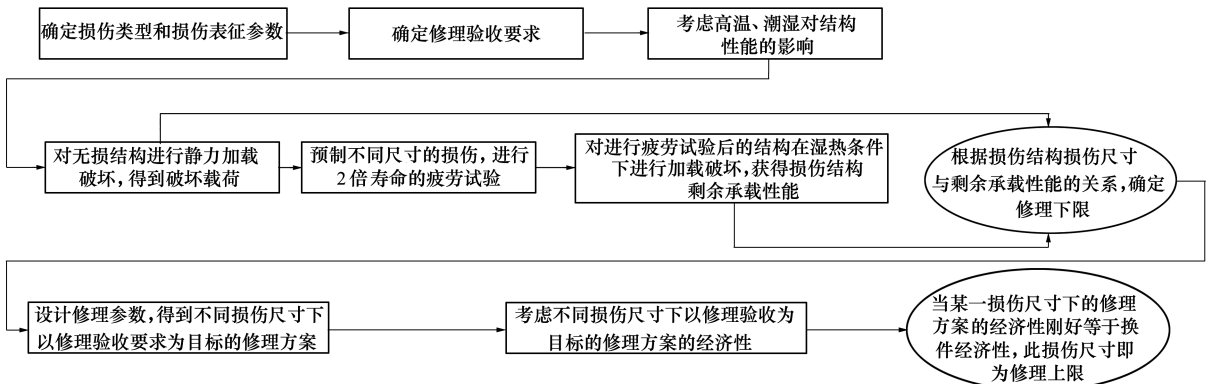 确定损伤类型和损伤表征参数
确定修理验收要求
考虑高温、潮湿对结构
性能的影响
对无损结构进行静力加载
破坏,得到破坏载荷
预制不同尺寸的损伤,进行
2倍寿命的疲劳试验
对进行疲劳试验后的结构在湿热条件
下进行加载破坏,获得损伤结构
剩余承载性能
根据损伤结构损伤尺寸
与剩余承载性能的关系,确定
修理下限
设计修理参数,得到不同损伤尺寸下
以修理验收要求为目标的修理方案
考虑不同损伤尺寸下以修理验收为
目标的修理方案的经济性
当某一损伤尺寸下的修理
方案的经济性刚好等于换
件经济性,此损伤尺寸即
为修理上限